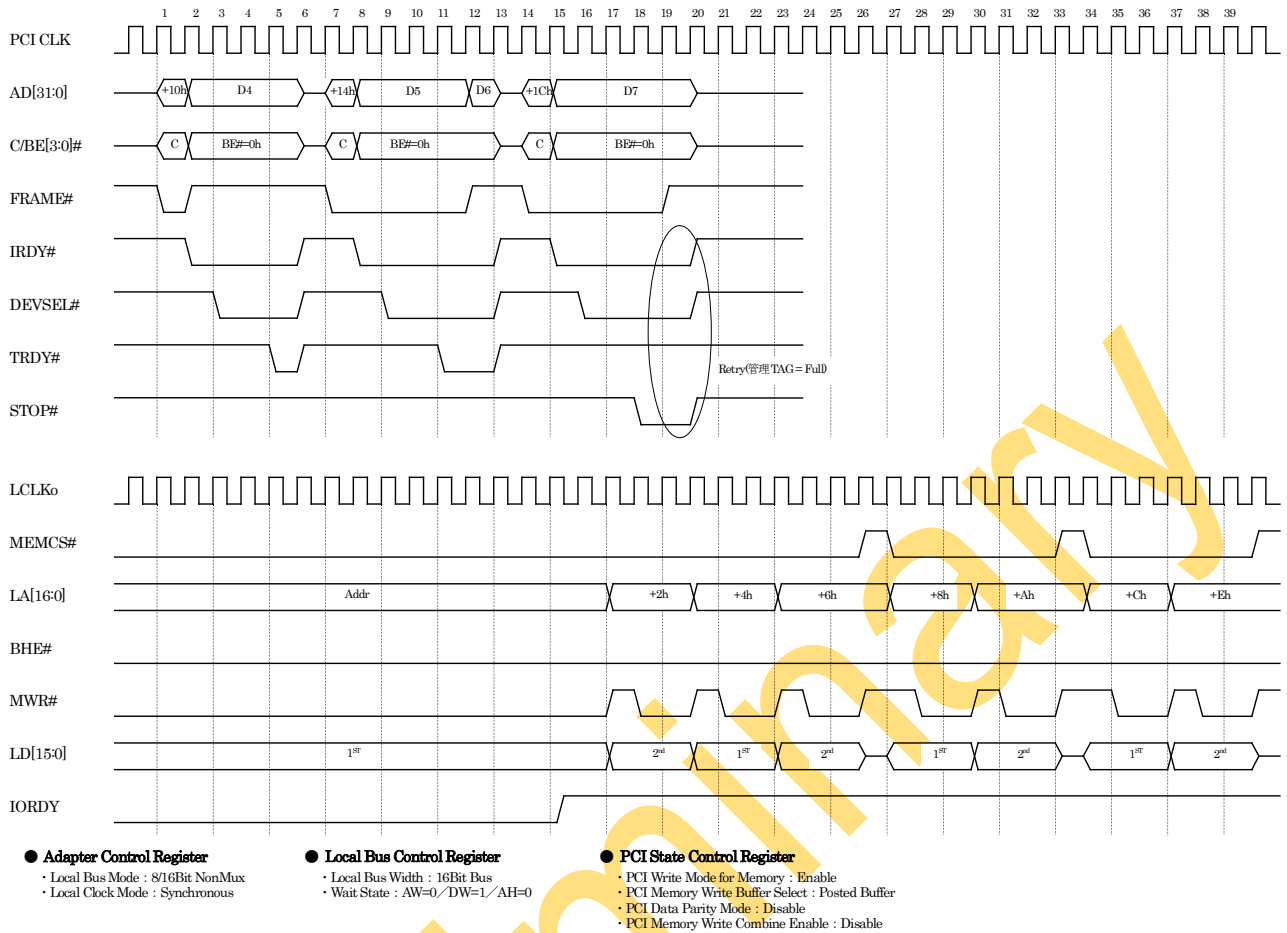 1 2 3 4 5 6 7 8 9 10 11 12 13 14 15 16 17 18 19 20 21 22 23 24 25 26 27 28 29 30 31 32 33 34 35 36 37 38 39
PCI CLK
AD[31:0] +10h D4 +14h D5 D6 +1Ch D7
C/BE[3:0]# C BE#=0h C BE#=0h C BE#=0h
FRAME#
IRDY#
DEVSEL#
TRDY#
Retry(管理TAG = Full)
STOP#
LCLKo
MEMCS#
LA[16:0] Addr +2h +4h +6h +8h +Ah +Ch +Eh
BHE#
MWR#
LD[15:0] 1ST 2nd 1ST 2nd 1ST 2nd 1ST 2nd
IORDY
● Adapter Control Register
・Local Bus Mode : 8/16Bit NonMux
・Local Clock Mode : Synchronous
● Local Bus Control Register
・Local Bus Width : 16Bit Bus
・Wait State : AW=0／DW=1／AH=0
● PCI State Control Register
・PCI Write Mode for Memory : Enable
・PCI Memory Write Buffer Select : Posted Buffer
・PCI Data Parity Mode : Disable
・PCI Memory Write Combine Enable : Disable